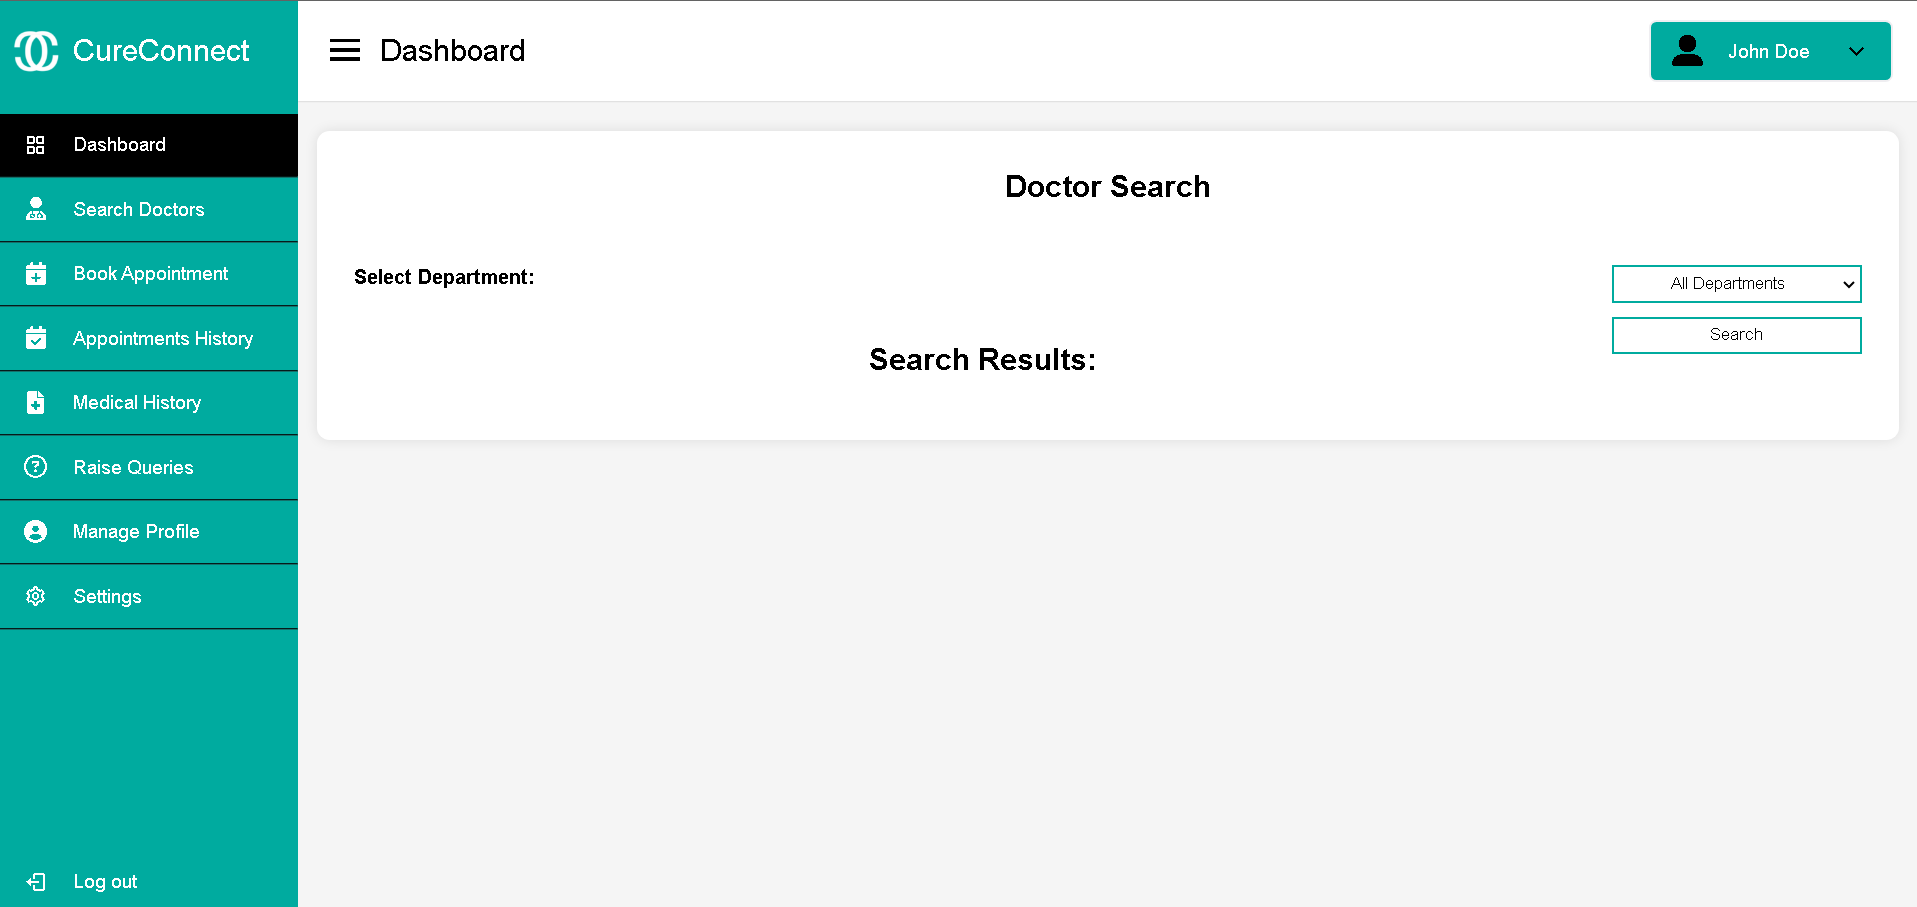 CureConnect
Dashboard
John Doe
Dashboard
Search Doctors
Book Appointment
Appointments History
Medical History
Raise Queries
Manage Profile
Settings
Log out
Doctor Search
Select Department:
All Departments
Search
Search Results: